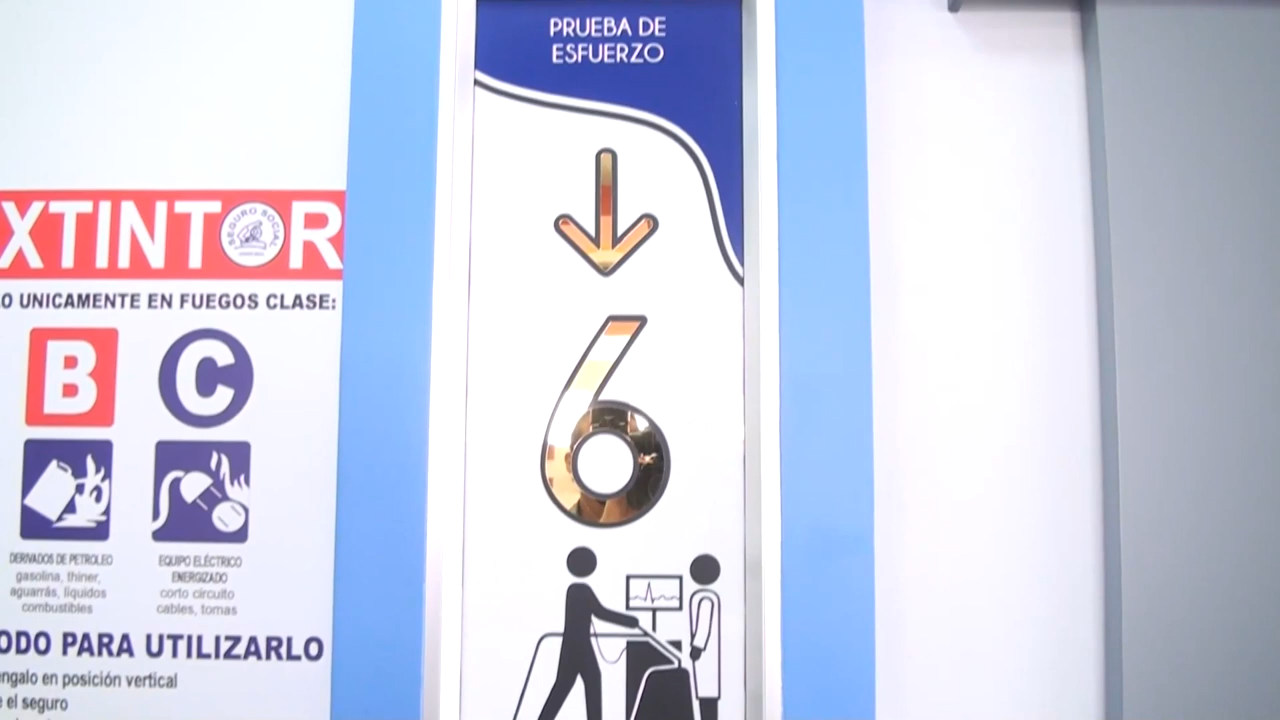 PRUEBA DE
ESFUERZO
6
XTINTOR
SEGURO SOCIAL
O UNICAMENTE EN FUEGOS CLASE:
B C
DERIVADOS DE PETROLEO
gasolina, thiner,
aguarrás, líquidos
combustibles
EQUIPO ELÉCTRICO
ENERGIZADO
corto circuito
cables, tomas
ODO PARA UTILIZARLO
engalo en posición vertical
e el seguro